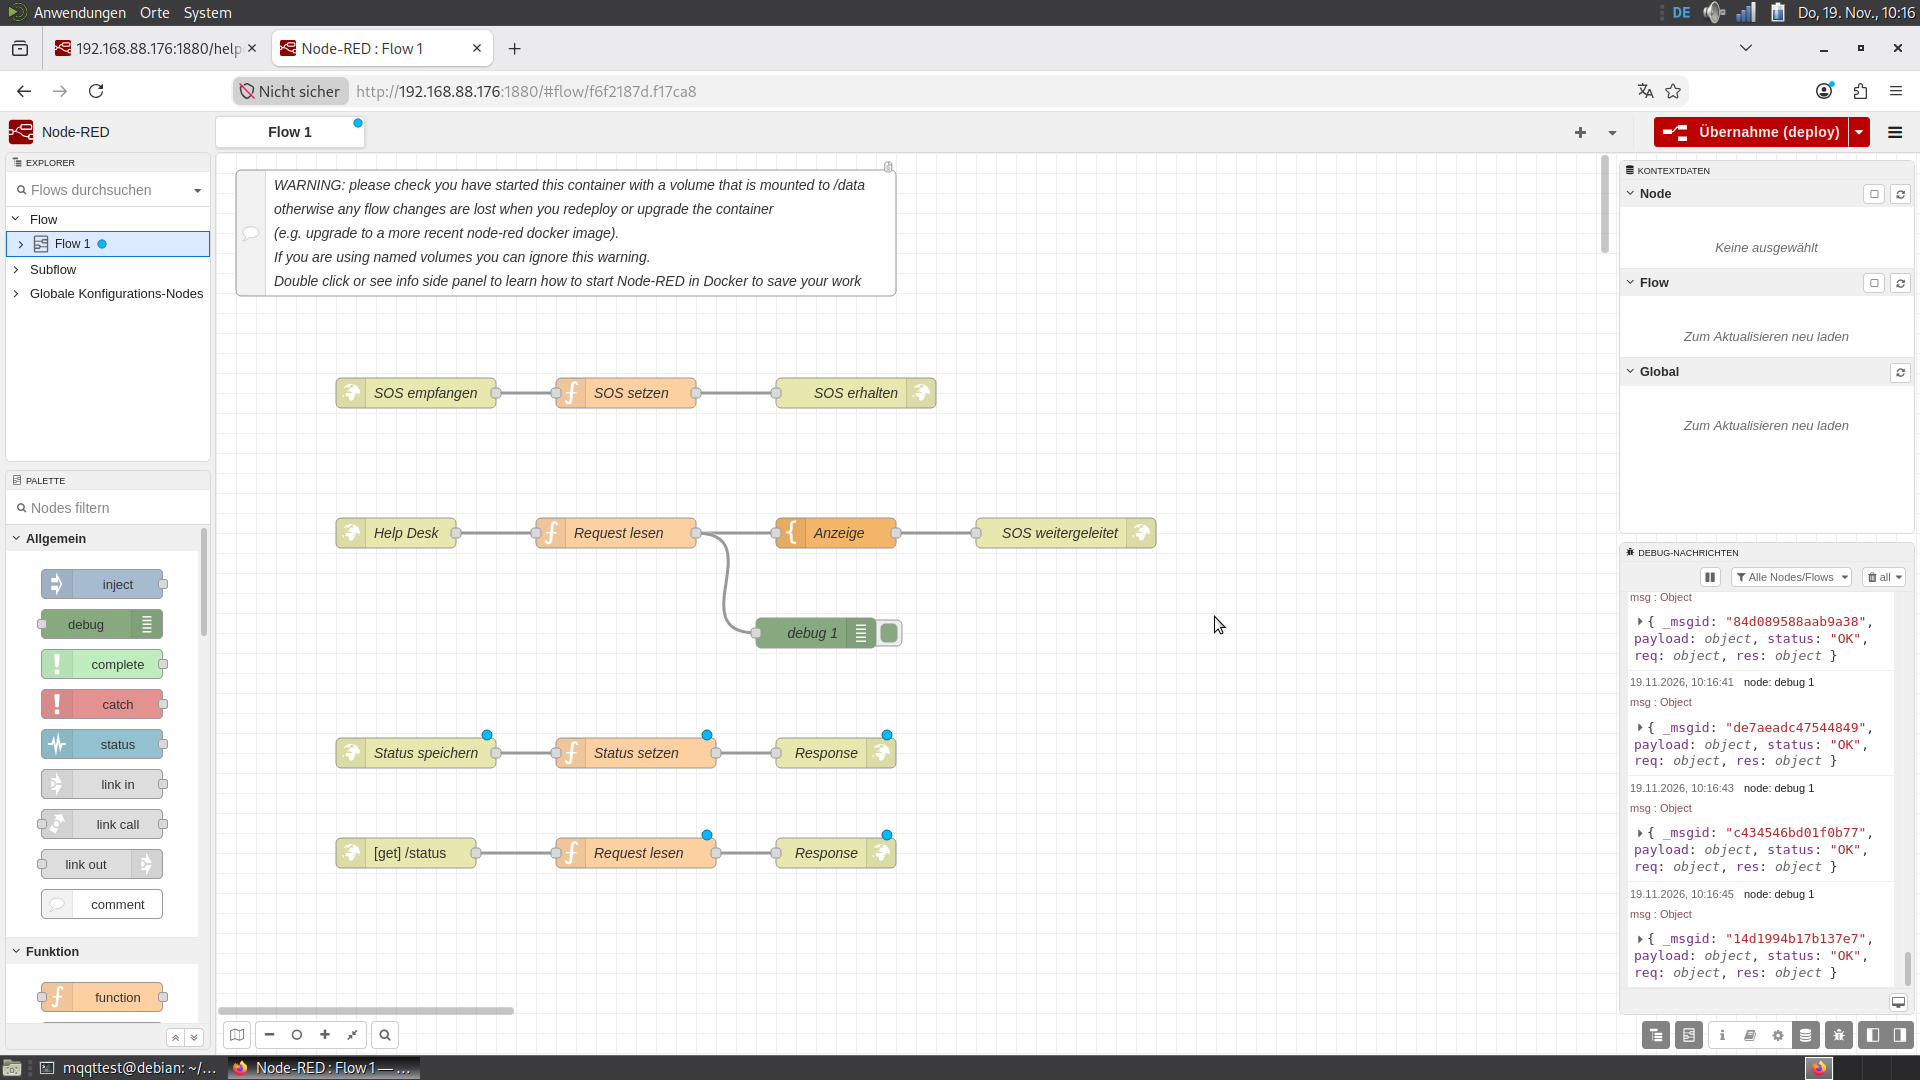 Anwendungen Orte System
DE Do, 19. Nov., 10:16
192.168.88.176:1880/help
Node-RED : Flow 1
Nicht sicher http://192.168.88.176:1880/#flow/f6f2187d.f17ca8
Node-RED
Flow 1
Übernahme (deploy)
EXPLORER
Flows durchsuchen
Flow
Flow 1
Subflow
Globale Konfigurations-Nodes
PALETTE
Nodes filtern
Allgemein
inject
debug
complete
catch
status
link in
link call
link out
comment
Funktion
function
WARNING: please check you have started this container with a volume that is mounted to /data
otherwise any flow changes are lost when you redeploy or upgrade the container
(e.g. upgrade to a more recent node-red docker image).
If you are using named volumes you can ignore this warning.
Double click or see info side panel to learn how to start Node-RED in Docker to save your work
SOS empfangen
SOS setzen
SOS erhalten
Help Desk
Request lesen
Anzeige
SOS weitergeleitet
debug 1
Status speichern
Status setzen
Response
[get] /status
Request lesen
Response
KONTEXTDATEN
Node
Keine ausgewählt
Flow
Zum Aktualisieren neu laden
Global
Zum Aktualisieren neu laden
DEBUG-NACHRICHTEN
Alle Nodes/Flows
all
msg : Object
{ _msgid: "84d089588aab9a38",
payload: object, status: "OK",
req: object, res: object }
19.11.2026, 10:16:41 node: debug 1
msg : Object
{ _msgid: "de7aeadc47544849",
payload: object, status: "OK",
req: object, res: object }
19.11.2026, 10:16:43 node: debug 1
msg : Object
{ _msgid: "c434546bd01f0b77",
payload: object, status: "OK",
req: object, res: object }
19.11.2026, 10:16:45 node: debug 1
msg : Object
{ _msgid: "14d1994b17b137e7",
payload: object, status: "OK",
req: object, res: object }
mqqttest@debian: ~/...
Node-RED : Flow 1 — ...